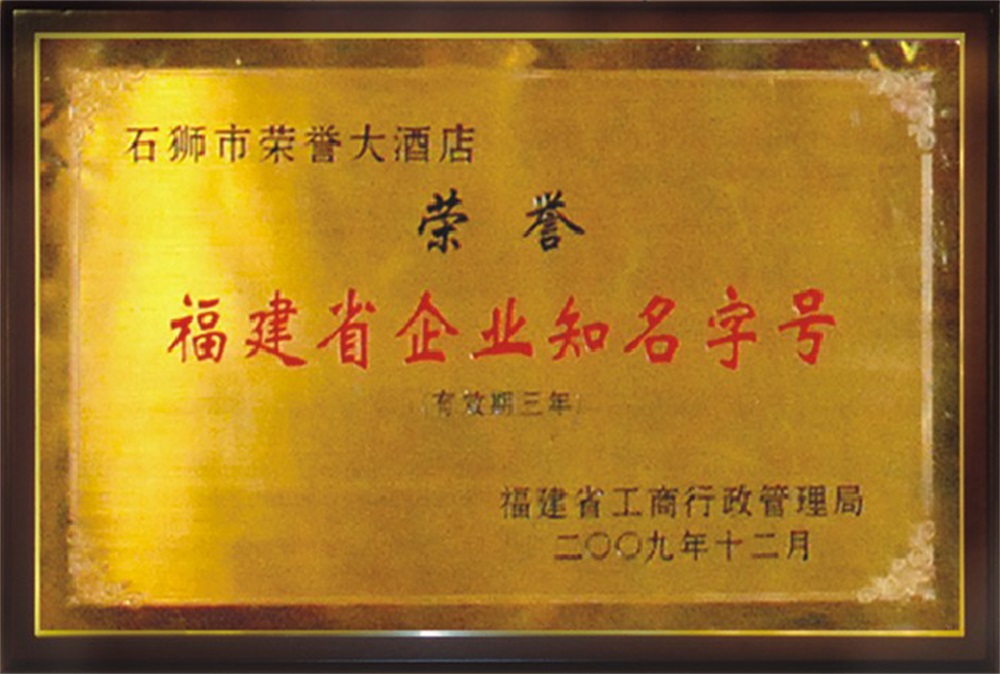 石狮市荣誉大酒店
荣誉
福建省企业知名字号
(有效期三年)
福建省工商行政管理局
二〇〇九年十二月